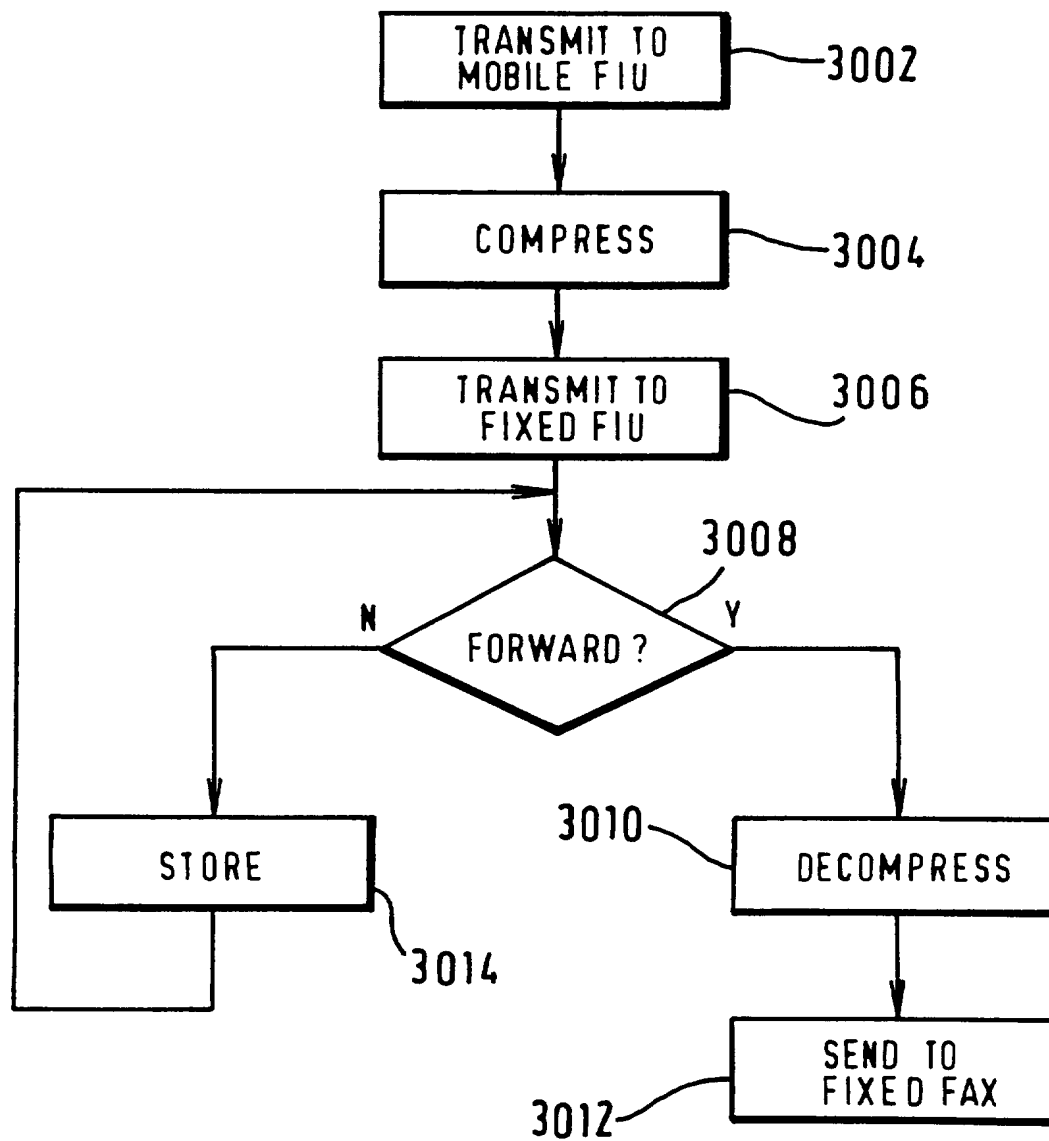 TRANSMIT TO
MOBILE FIU
3002
COMPRESS
3004
TRANSMIT TO
FIXED FIU
3006
3008
N
Y
FORWARD ?
3010
STORE
DECOMPRESS
3014
SEND TO
FIXED FAX
3012